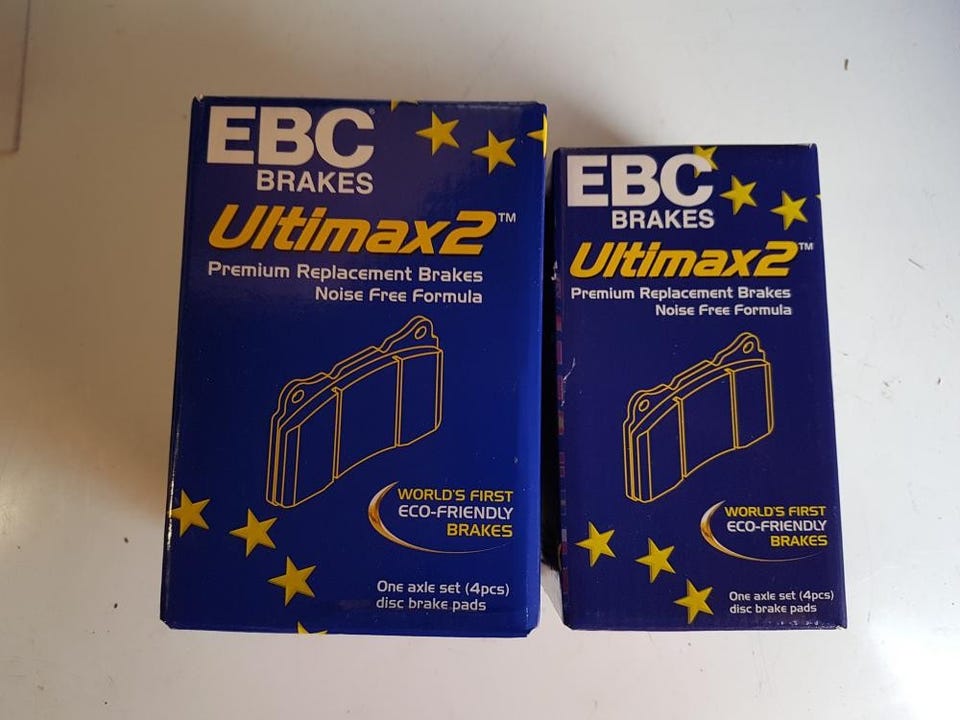 EBC®
BRAKES
Ultimax2™
Premium Replacement Brakes
Noise Free Formula
WORLD'S FIRST
ECO-FRIENDLY
BRAKES
One axle set (4pcs)
disc brake pads
EBC
BRAKES
Ultimax2™
Premium Replacement Brakes
Noise Free Formula
WORLD'S FIRST
ECO-FRIENDLY
BRAKES
One axle set (4pcs)
disc brake pads